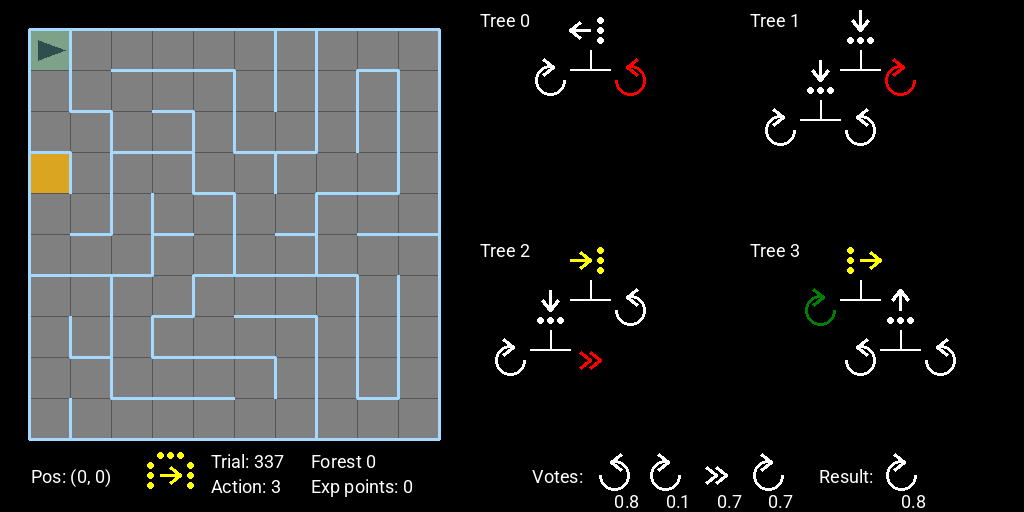 Tree 0
Tree 1
Tree 2
Tree 3
Pos: (0, 0)
Trial: 337
Forest 0
Action: 3
Exp points: 0
Votes:
0.8
0.1
0.7
0.7
Result:
0.8